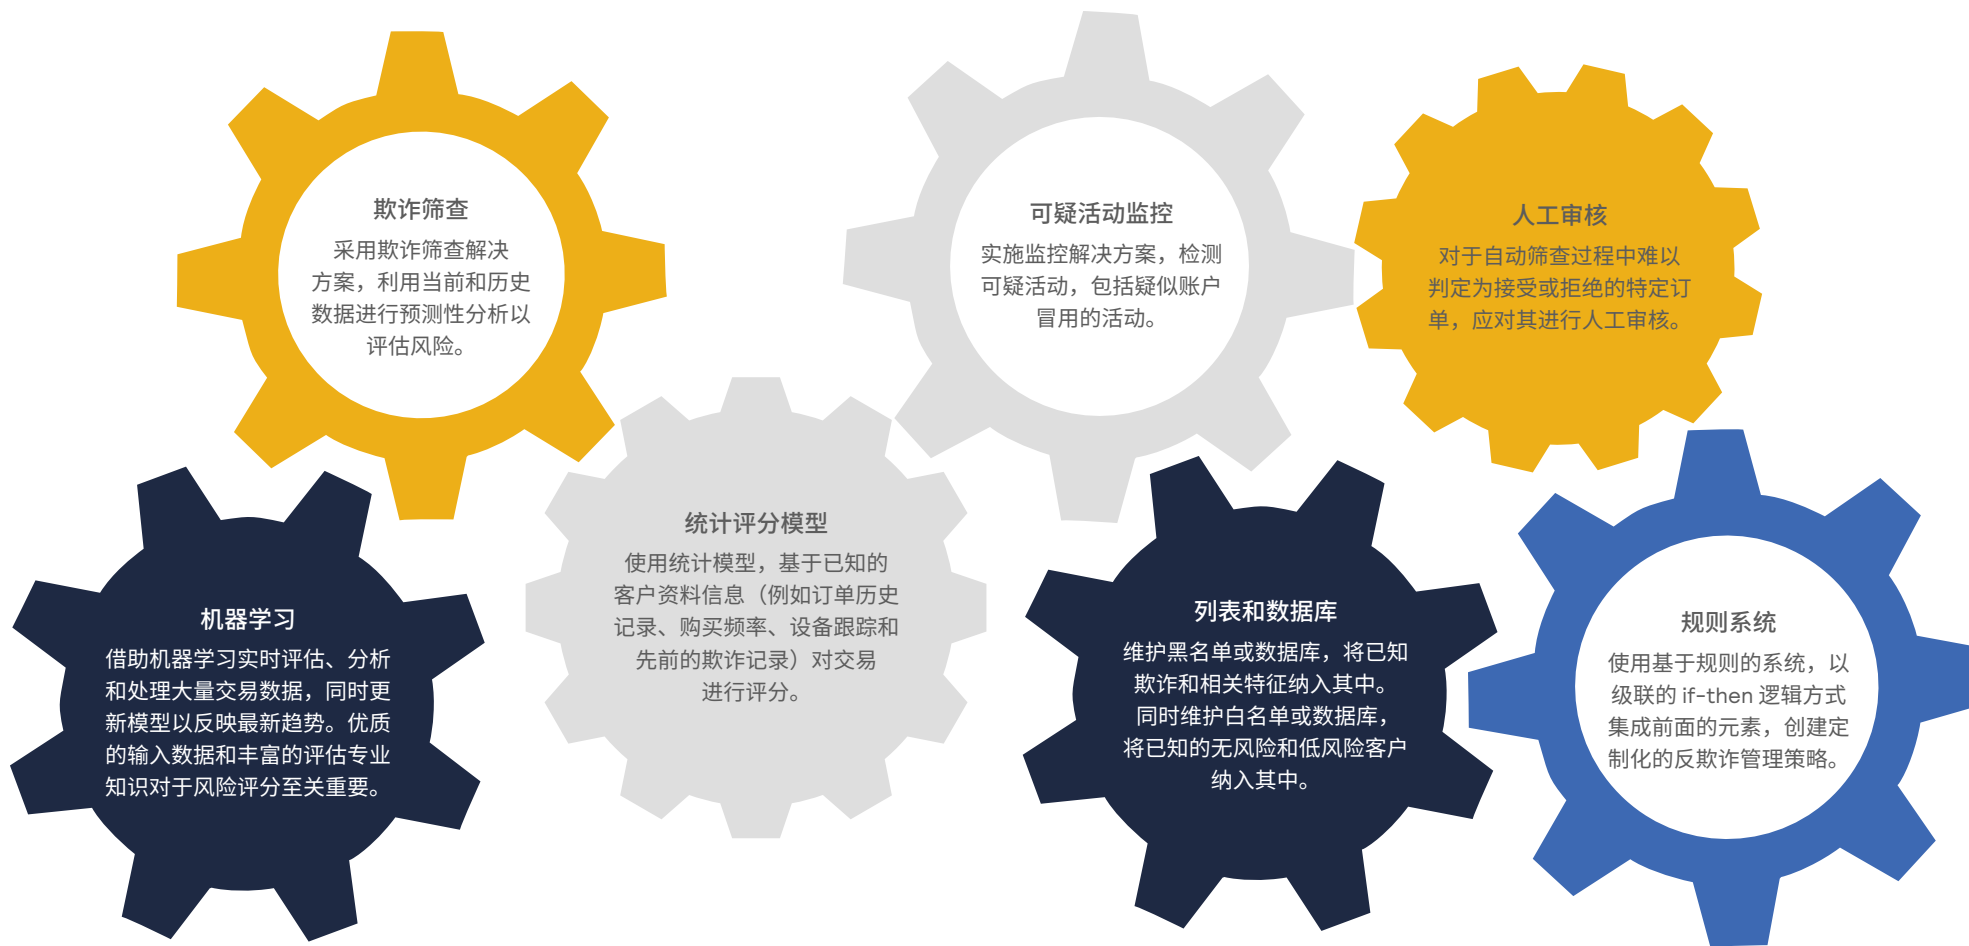 欺诈筛查
采用欺诈筛查解决
方案，利用当前和历史
数据进行预测性分析以
评估风险。
可疑活动监控
实施监控解决方案，检测
可疑活动，包括疑似账户
冒用的活动。
人工审核
对于自动筛查过程中难以
判定为接受或拒绝的特定订
单，应对其进行人工审核。
机器学习
借助机器学习实时评估、分析
和处理大量交易数据，同时更
新模型以反映最新趋势。优质
的输入数据和丰富的评估专业
知识对于风险评分至关重要。
统计评分模型
使用统计模型，基于已知的
客户资料信息（例如订单历史
记录、购买频率、设备跟踪和
先前的欺诈记录）对交易
进行评分。
列表和数据库
维护黑名单或数据库，将已知
欺诈和相关特征纳入其中。
同时维护白名单或数据库，
将已知的无风险和低风险客户
纳入其中。
规则系统
使用基于规则的系统，以
级联的 if-then 逻辑方式
集成前面的元素，创建定
制化的反欺诈管理策略。